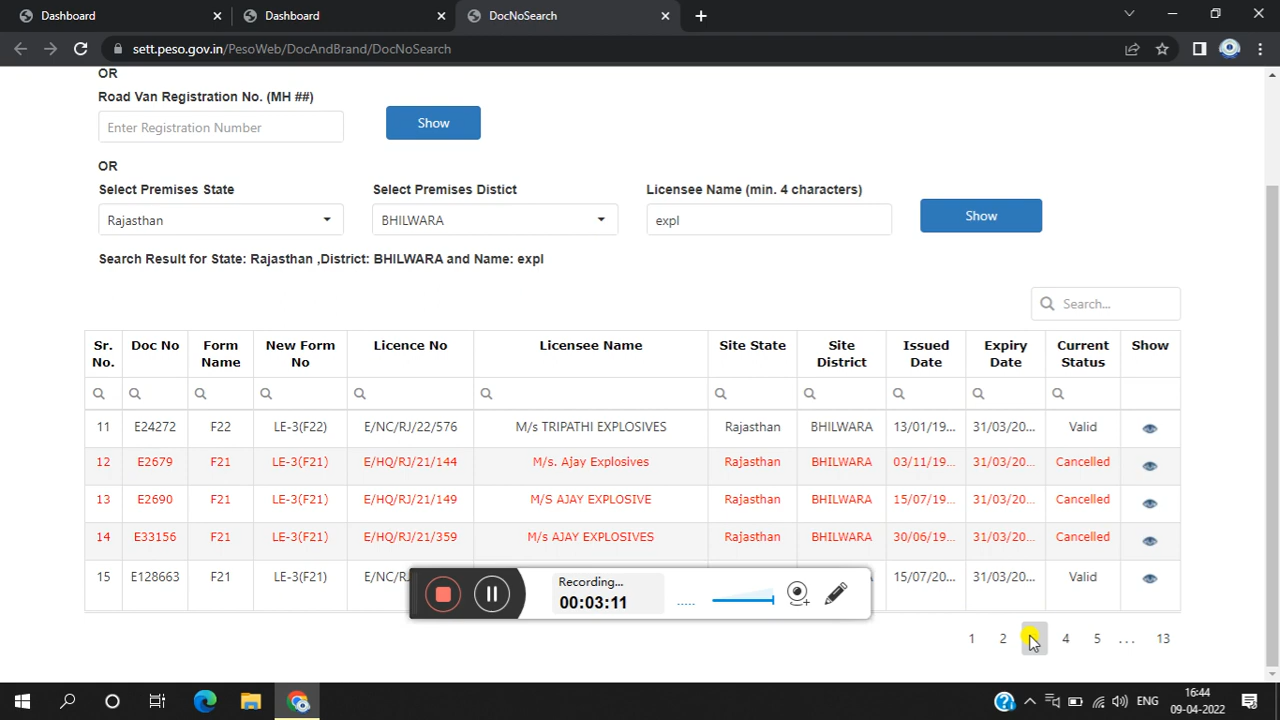 Dashboard
Dashboard
DocNoSearch
sett.peso.gov.in/PesoWeb/DocAndBrand/DocNoSearch
OR
Road Van Registration No. (MH ##)
Enter Registration Number
Show
OR
Select Premises State
Select Premises Distict
Licensee Name (min. 4 characters)
Rajasthan
BHILWARA
expl
Show
Search Result for State: Rajasthan ,District: BHILWARA and Name: expl
Search...
Sr. No. Doc No Form Name New Form No Licence No Licensee Name Site State Site District Issued Date Expiry Date Current Status Show
11 E24272 F22 LE-3(F22) E/NC/RJ/22/576 M/s TRIPATHI EXPLOSIVES Rajasthan BHILWARA 13/01/19... 31/03/20... Valid
12 E2679 F21 LE-3(F21) E/HQ/RJ/21/144 M/s. Ajay Explosives Rajasthan BHILWARA 03/11/19... 31/03/20... Cancelled
13 E2690 F21 LE-3(F21) E/HQ/RJ/21/149 M/S AJAY EXPLOSIVE Rajasthan BHILWARA 15/07/19... 31/03/20... Cancelled
14 E33156 F21 LE-3(F21) E/HQ/RJ/21/359 M/s AJAY EXPLOSIVES Rajasthan BHILWARA 30/06/19... 31/03/20... Cancelled
15 E128663 F21 LE-3(F21) 15/07/20... 31/03/20... Valid
Recording...
00:03:11
1 2 4 5 ... 13
ENG
16:44
09-04-2022